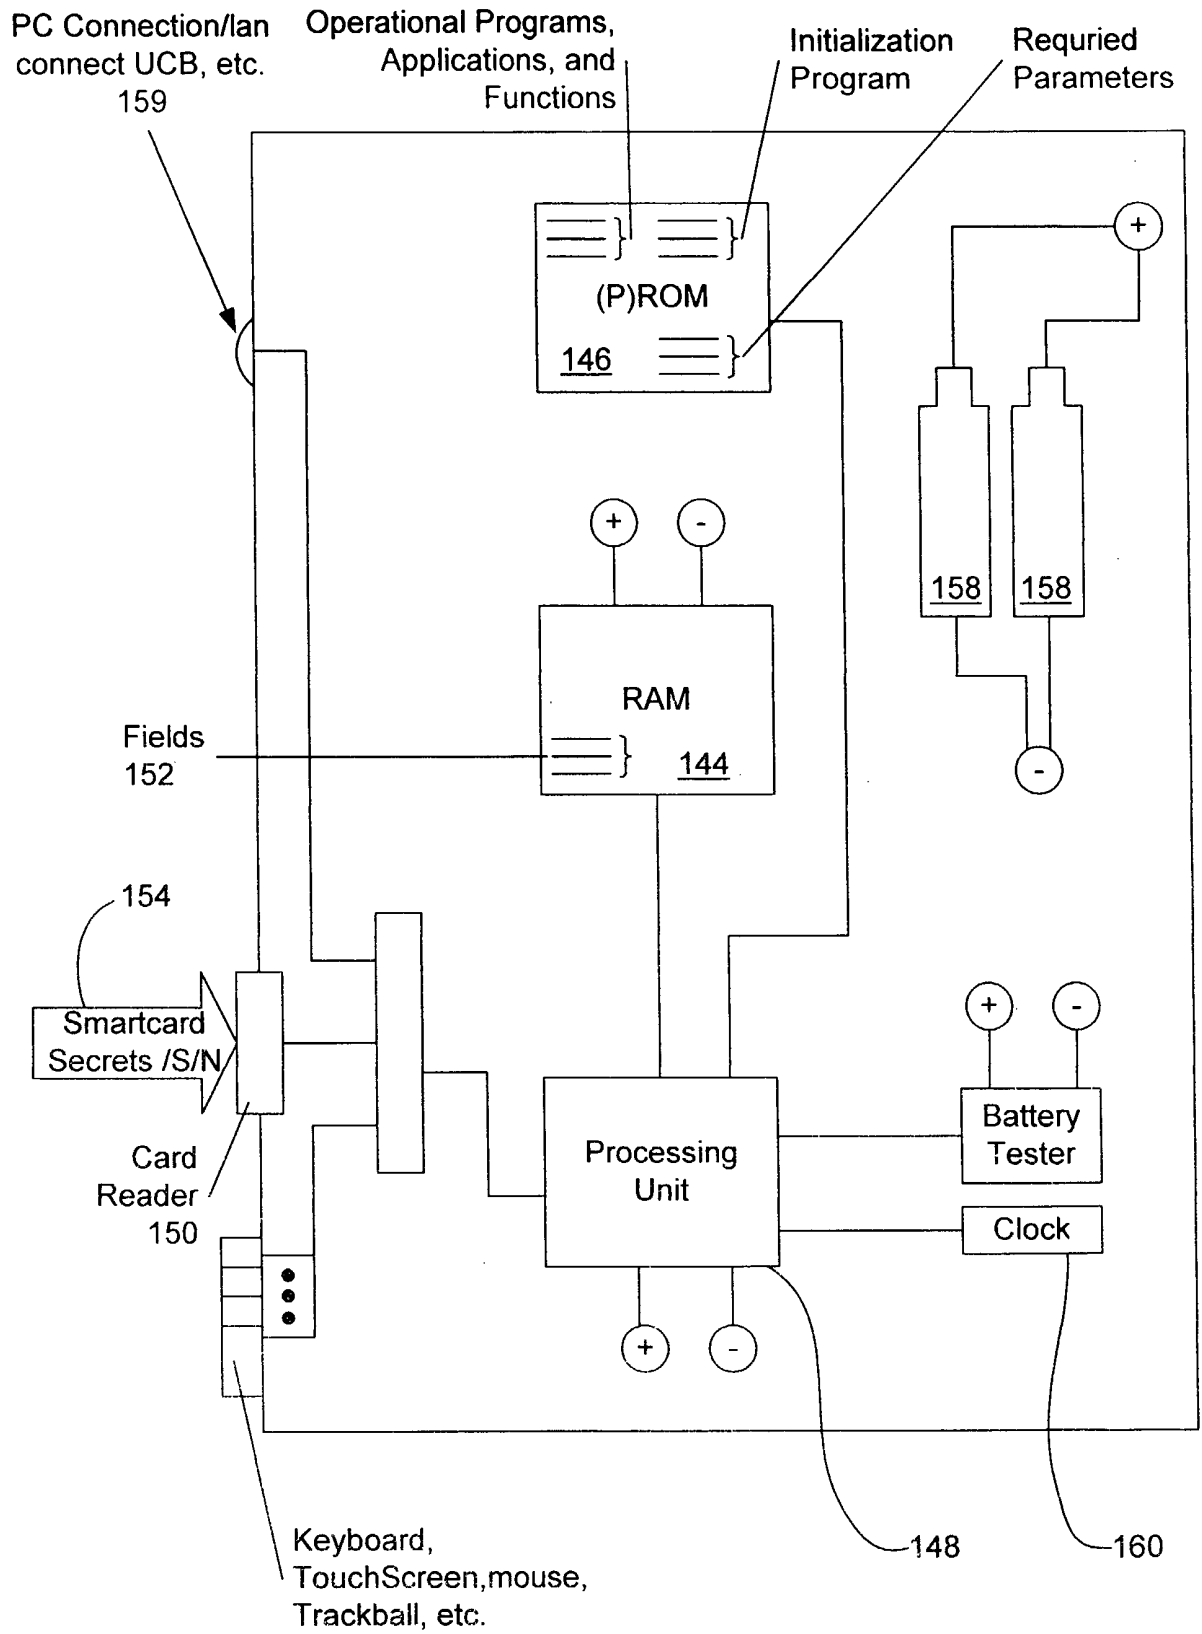 PC Connection/lan
connect UCB, etc.
159
Operational Programs,
Applications, and
Functions
Initialization
Program
Requried
Parameters
+
(P)ROM
146
+ -
158 158
RAM
Fields
152
144
-
154
Smartcard
Secrets /S/N
+ -
Battery
Tester
Processing
Unit
Card
Reader
150
Clock
+ -
148
160
Keyboard,
TouchScreen,mouse,
Trackball, etc.